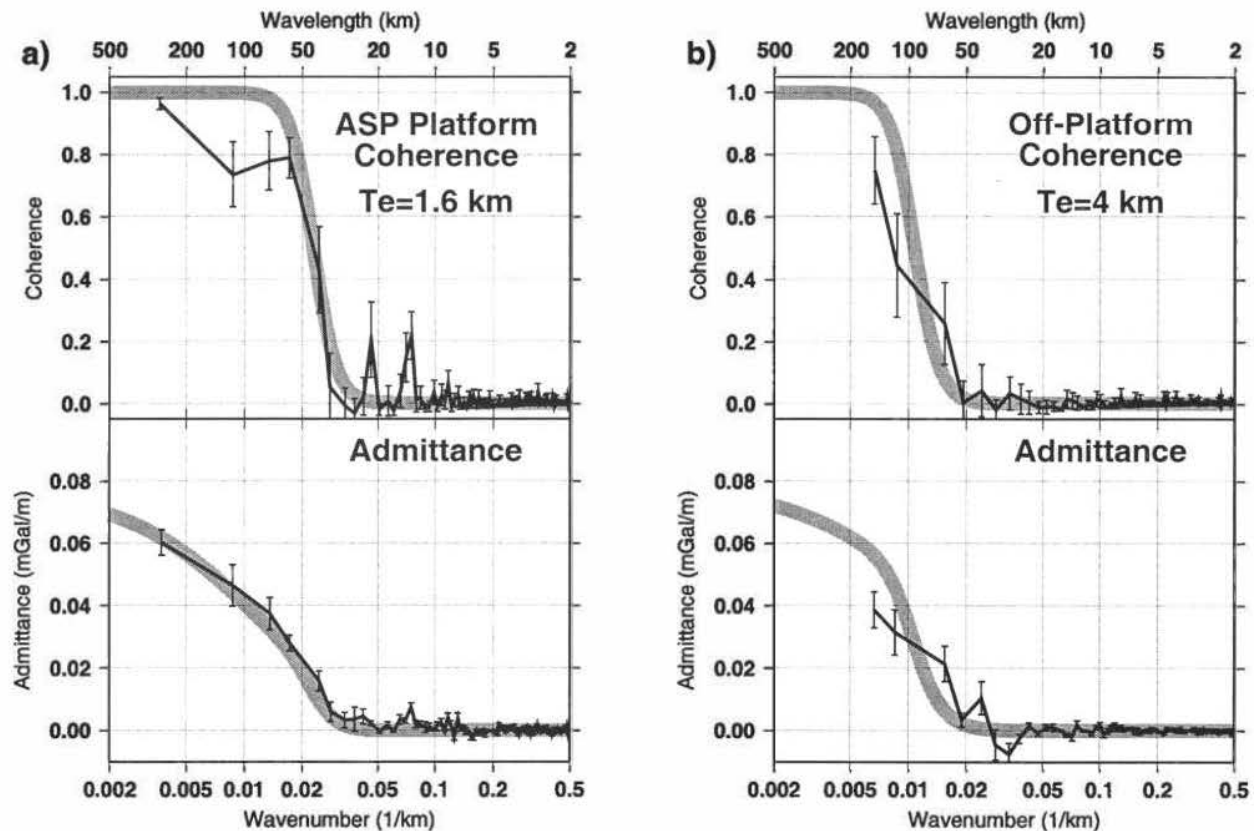 Wavelength (km)
500 200 100 50 20 10 5 2
a)
ASP Platform
Coherence
Te=1.6 km
Coherence
1.0
0.8
0.6
0.4
0.2
0.0
Admittance
Admittance (mGal/m)
0.08
0.06
0.04
0.02
0.00
0.002 0.005 0.01 0.02 0.05 0.1 0.2 0.5
Wavenumber (1/km)
Wavelength (km)
500 200 100 50 20 10 5 2
b)
Off-Platform
Coherence
Te=4 km
Coherence
1.0
0.8
0.6
0.4
0.2
0.0
Admittance
Admittance (mGal/m)
0.08
0.06
0.04
0.02
0.00
0.002 0.005 0.01 0.02 0.05 0.1 0.2 0.5
Wavenumber (1/km)